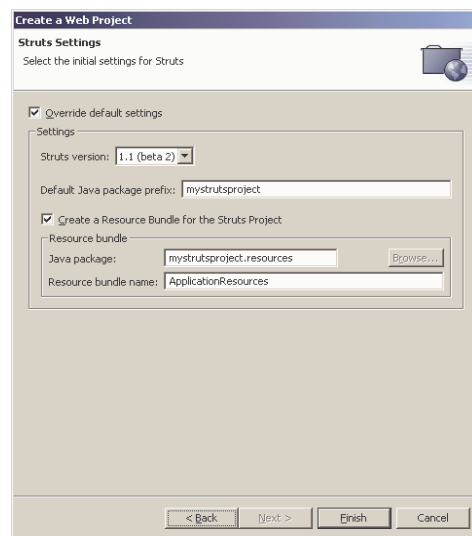 Create a Web Project
Struts Settings
Select the initial settings for Struts
Override default settings
Settings
Struts version: 1.1 (beta 2)
Default Java package prefix: mystrutsproject
Create a Resource Bundle for the Struts Project
Resource bundle
Java package: mystrutsproject.resources Browse...
Resource bundle name: ApplicationResources
< Back Next > Finish Cancel